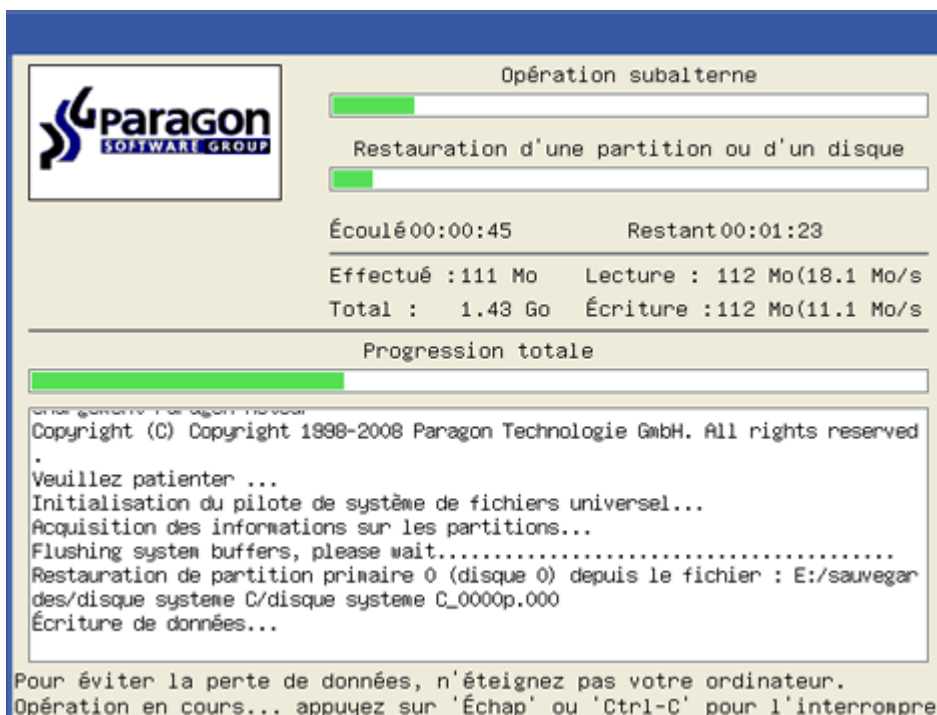 Paragon
SOFTWARE GROUP
Opération subalterne
Restauration d'une partition ou d'un disque
Écoulé00:00:45 Restant00:01:23
Effectué :111 Mo Lecture : 112 Mo(18.1 Mo/s
Total : 1.43 Go Écriture :112 Mo(11.1 Mo/s
Progression totale
Copyright (C) Copyright 1998-2008 Paragon Technologie GmbH. All rights reserved
.
Veuillez patienter ...
Initialisation du pilote de système de fichiers universel...
Acquisition des informations sur les partitions...
Flushing system buffers, please wait.......................................
Restauration de partition primaire 0 (disque 0) depuis le fichier : E:/sauvegar
des/disque systeme C/disque systeme C_0000p.000
Écriture de données...
Pour éviter la perte de données, n'éteignez pas votre ordinateur.
Opération en cours... appuyez sur 'Échap' ou 'Ctrl-C' pour l'interrompre